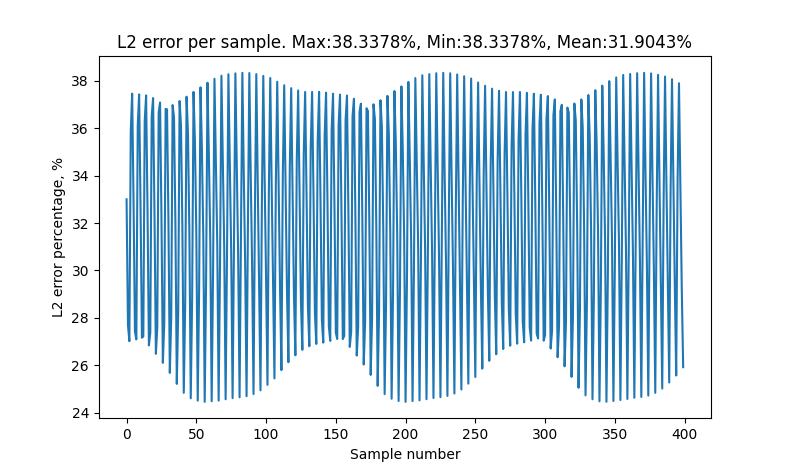 L2 error per sample. Max:38.3378%, Min:38.3378%, Mean:31.9043%
38
36
34
32
30
28
26
24
L2 error percentage, %
0 50 100 150 200 250 300 350 400
Sample number